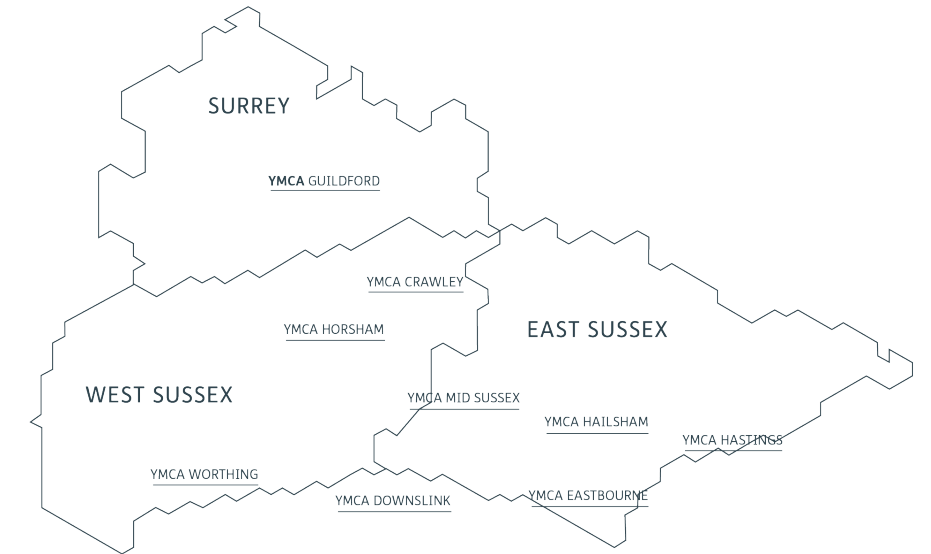 SURREY
YMCA GUILDFORD
YMCA CRAWLEY
YMCA HORSHAM
EAST SUSSEX
WEST SUSSEX
YMCA MID SUSSEX
YMCA HAILSHAM
YMCA HASTINGS
YMCA WORTHING
YMCA DOWNSLINK
YMCA EASTBOURNE